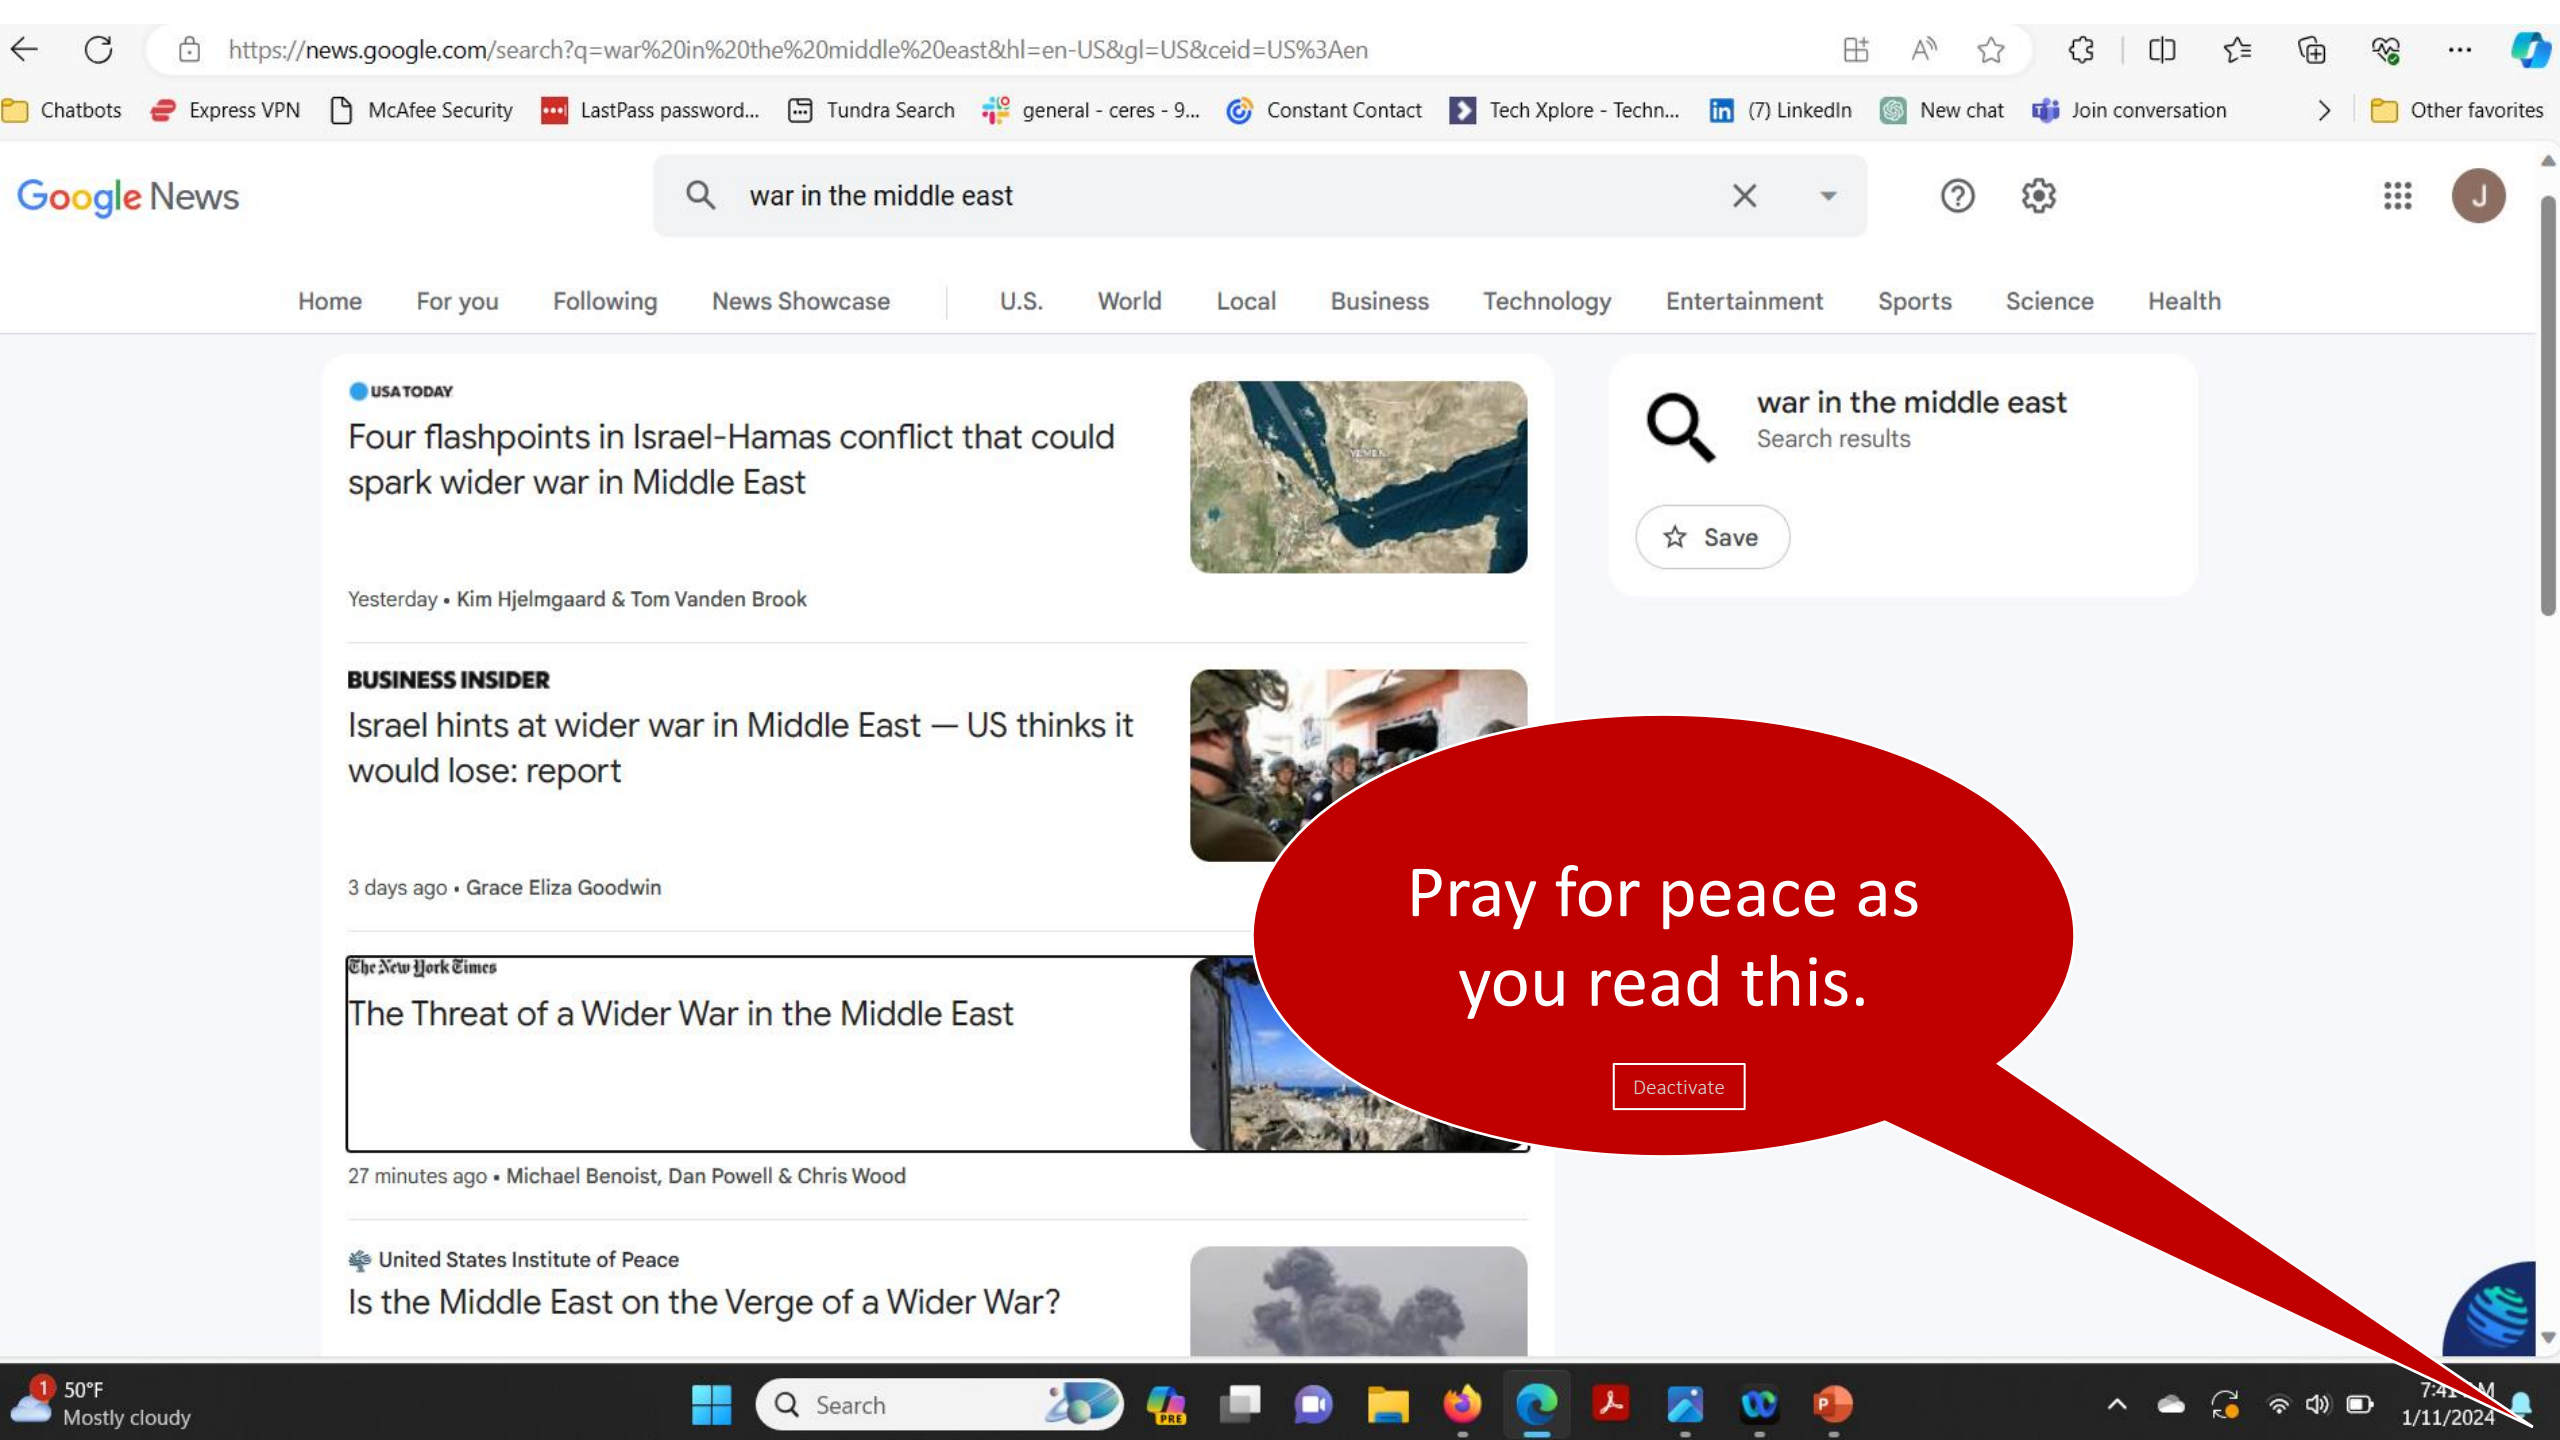 https://news.google.com/search?q=war%20in%20the%20middle%20east&hl=en-US&gl=US&ceid=US%3Aen
Chatbots Express VPN McAfee Security LastPass password... Tundra Search general - ceres - 9... Constant Contact Tech Xplore - Techn... (7) LinkedIn New chat Join conversation Other favorites
Google News
war in the middle east
J
Home For you Following News Showcase U.S. World Local Business Technology Entertainment Sports Science Health
USA TODAY
Four flashpoints in Israel-Hamas conflict that could
spark wider war in Middle East
Yesterday • Kim Hjelmgaard & Tom Vanden Brook
YEMEN
war in the middle east
Search results
Save
BUSINESS INSIDER
Israel hints at wider war in Middle East — US thinks it
would lose: report
3 days ago • Grace Eliza Goodwin
Pray for peace as
you read this.
Deactivate
The New York Times
The Threat of a Wider War in the Middle East
27 minutes ago • Michael Benoist, Dan Powell & Chris Wood
United States Institute of Peace
Is the Middle East on the Verge of a Wider War?
1
50°F
Mostly cloudy
Search
PRE
P
1/11/2024